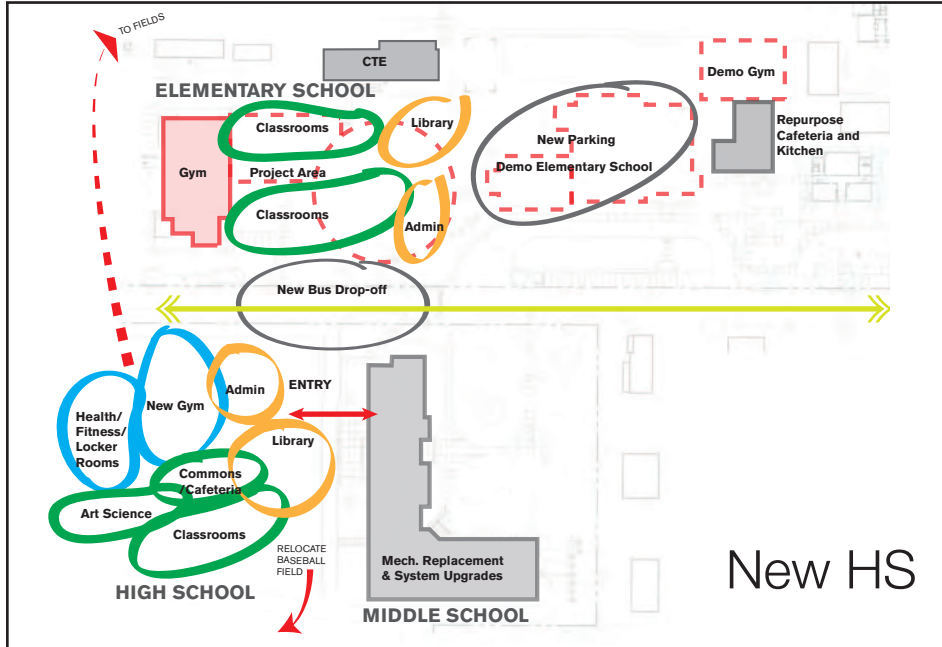 TO FIELDS
CTE
Demo Gym
ELEMENTARY SCHOOL
Classrooms
Library
New Parking
Repurpose
Cafeteria and
Kitchen
Gym
Project Area
Demo Elementary School
Classrooms
Admin
New Bus Drop-off
Admin
ENTRY
New Gym
Health/
Fitness/
Locker
Rooms
Library
Commons
/Cafeteria
Art Science
Classrooms
RELOCATE
BASEBALL
FIELD
Mech. Replacement
& System Upgrades
HIGH SCHOOL
MIDDLE SCHOOL
New HS